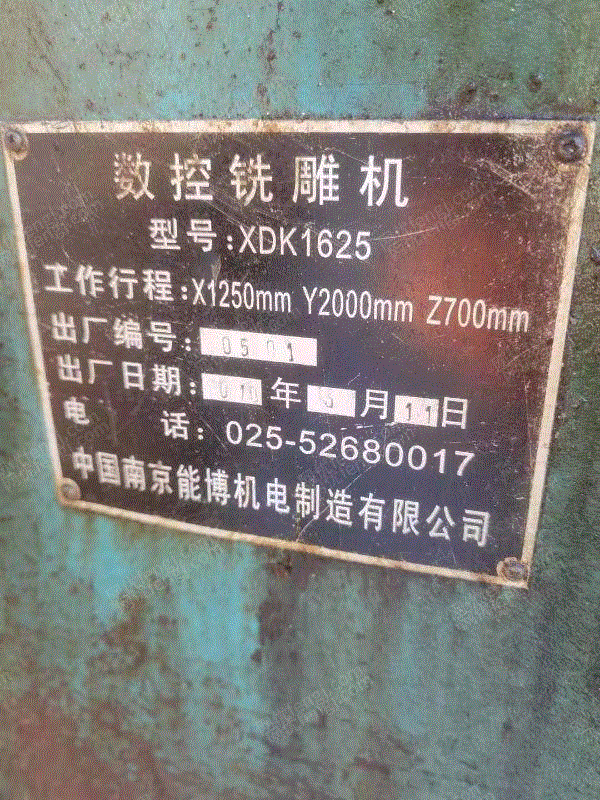 数控铣雕机
型号:XDK1625
工作行程:X1250mm Y2000mm Z700mm
出厂编号:0501
出厂日期: 年 月11日
电 话: 025-52680017
中国南京能博机电制造有限公司